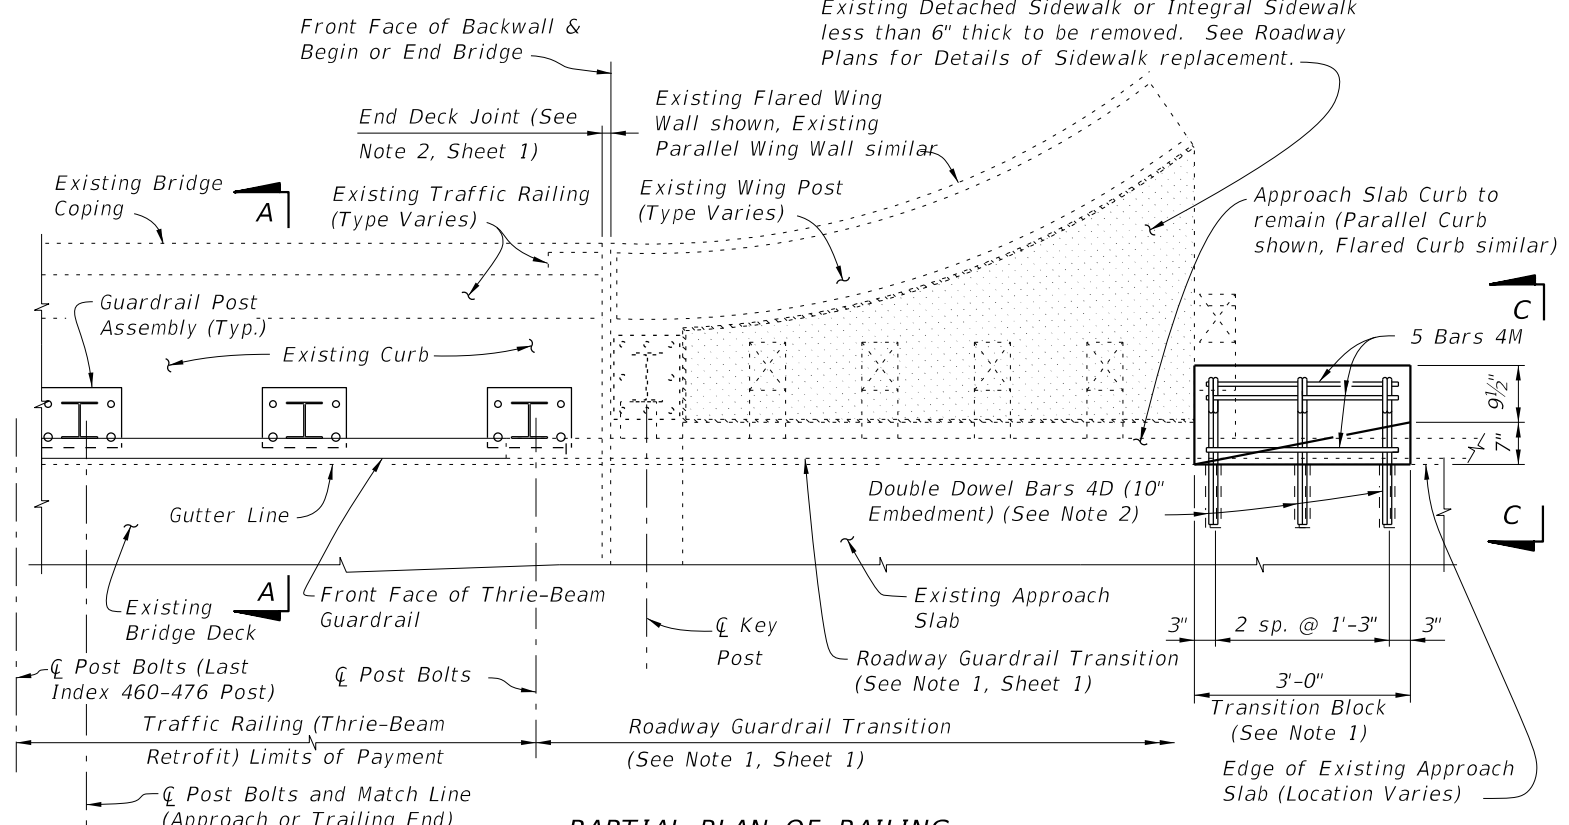 Front Face of Backwall &
Begin or End Bridge
Existing Detached Sidewalk or Integral Sidewalk
less than 6" thick to be removed. See Roadway
Plans for Details of Sidewalk replacement.
End Deck Joint (See
Note 2, Sheet 1)
Existing Flared Wing
Wall shown, Existing
Parallel Wing Wall similar
Existing Bridge
Coping
A
Existing Traffic Railing
(Type Varies)
Existing Wing Post
(Type Varies)
Approach Slab Curb to
remain (Parallel Curb
shown, Flared Curb similar)
Guardrail Post
Assembly (Typ.)
Existing Curb
C
5 Bars 4M
9½"
7"
Gutter Line
Double Dowel Bars 4D (10"
Embedment) (See Note 2)
C
Existing
Bridge Deck
A
Front Face of Thrie-Beam
Guardrail
Existing Approach
Slab
℄ Key
Post
3"
2 sp. @ 1'-3"
3"
℄ Post Bolts (Last
Index 460-476 Post)
℄ Post Bolts
Roadway Guardrail Transition
(See Note 1, Sheet 1)
3'-0"
Transition Block
(See Note 1)
Traffic Railing (Thrie-Beam
Retrofit) Limits of Payment
Roadway Guardrail Transition
(See Note 1, Sheet 1)
Edge of Existing Approach
Slab (Location Varies)
℄ Post Bolts and Match Line
(Approach or Trailing End)
PARTIAL PLAN OF RAILING